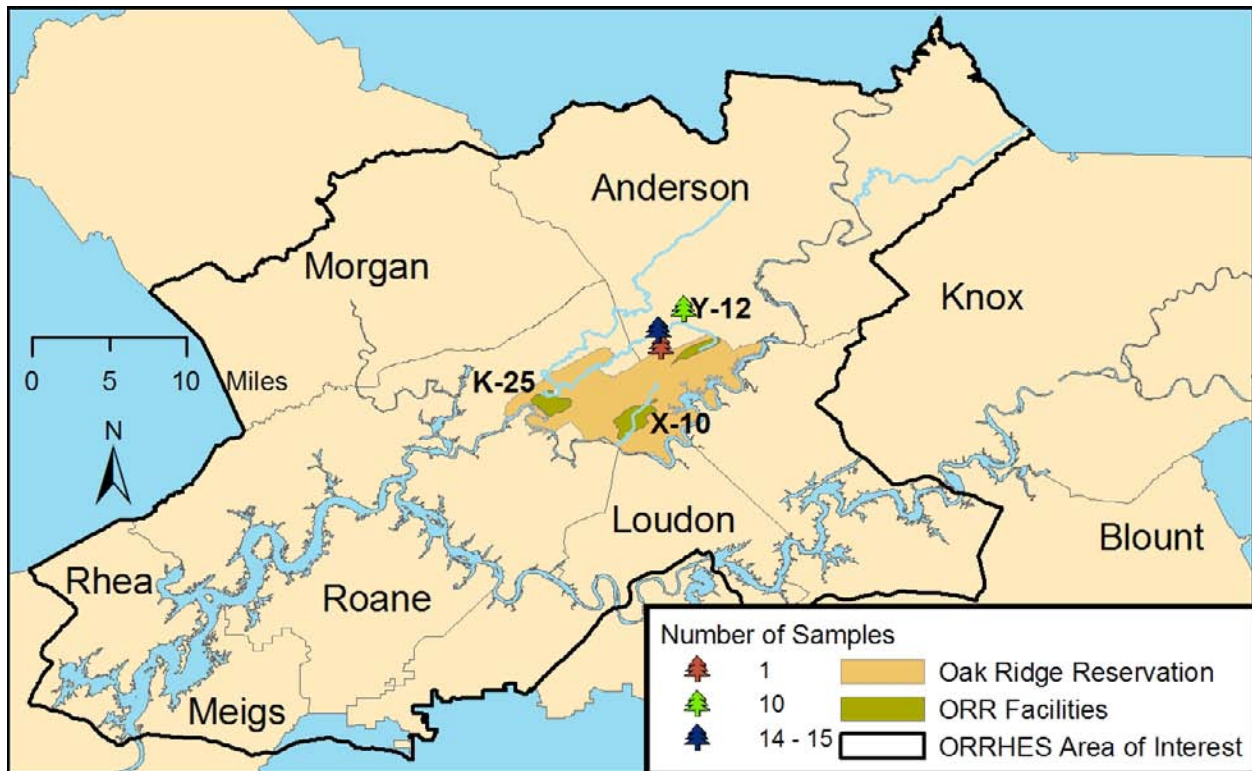 Anderson
Morgan
Knox
Y-12
K-25
0 5 10 Miles
X-10
N
Loudon
Blount
Rhea
Roane
Meigs
Number of Samples
1 Oak Ridge Reservation
10 ORR Facilities
14 - 15 ORRHES Area of Interest